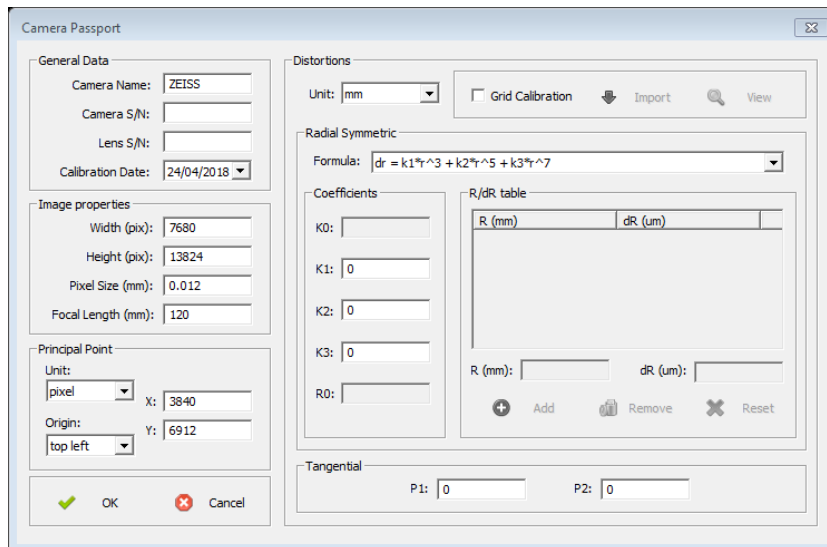 Camera Passport
General Data
Camera Name: ZEISS
Camera S/N:
Lens S/N:
Calibration Date: 24/04/2018
Image properties
Width (pix): 7680
Height (pix): 13824
Pixel Size (mm): 0.012
Focal Length (mm): 120
Principal Point
Unit:
pixel
X: 3840
Origin:
Y: 6912
top left
OK Cancel
Distortions
Unit: mm
Grid Calibration Import View
Radial Symmetric
Formula: dr = k1*r^3 + k2*r^5 + k3*r^7
Coefficients
K0:
K1: 0
K2: 0
K3: 0
R0:
R/dR table
R (mm) dR (um)
R (mm): dR (um):
Add Remove Reset
Tangential
P1: 0 P2: 0